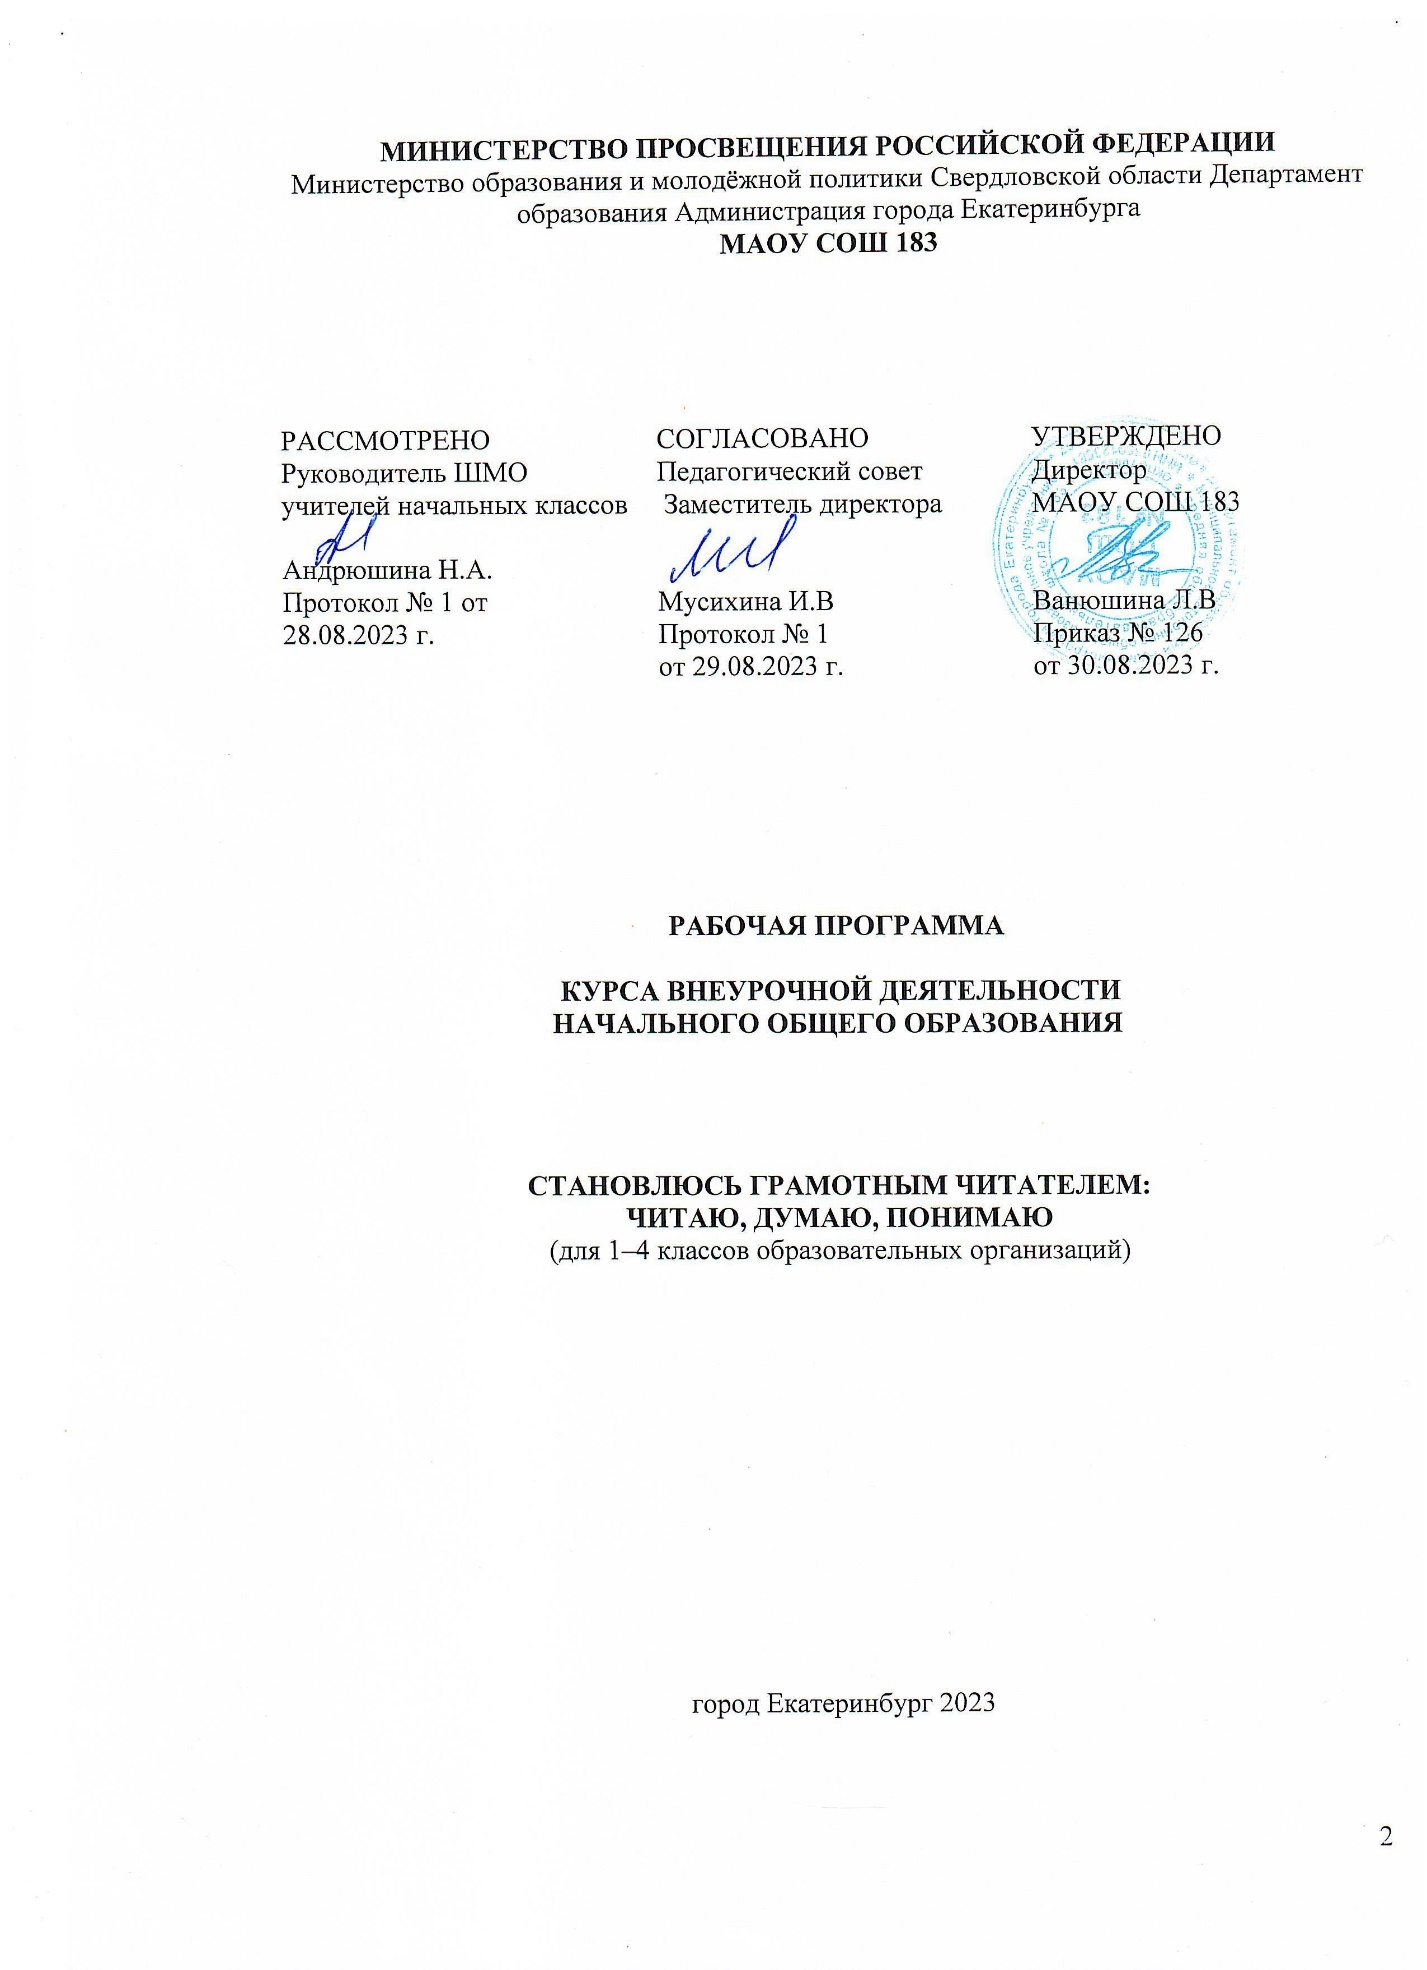 МИНИСТЕРСТВО ПРОСВЕЩЕНИЯ РОССИЙСКОЙ ФЕДЕРАЦИИ
Министерство образования и молодёжной политики Свердловской области Департамент
образования Администрация города Екатеринбурга
МАОУ СОШ 183
РАССМОТРЕНО
Руководитель ШМО
учителей начальных классов
Андрюшина Н.А.
Протокол № 1 от
28.08.2023 г.
СОГЛАСОВАНО
Педагогический совет
Заместитель директора
Мусихина И.В
Протокол № 1
от 29.08.2023 г.
УТВЕРЖДЕНО
Директор
МАОУ СОШ 183
Ванюшина Л.В
Приказ № 126
от 30.08.2023 г.
РАБОЧАЯ ПРОГРАММА
КУРСА ВНЕУРОЧНОЙ ДЕЯТЕЛЬНОСТИ
НАЧАЛЬНОГО ОБЩЕГО ОБРАЗОВАНИЯ
СТАНОВЛЮСЬ ГРАМОТНЫМ ЧИТАТЕЛЕМ:
ЧИТАЮ, ДУМАЮ, ПОНИМАЮ
(для 1–4 классов образовательных организаций)
город Екатеринбург 2023
2